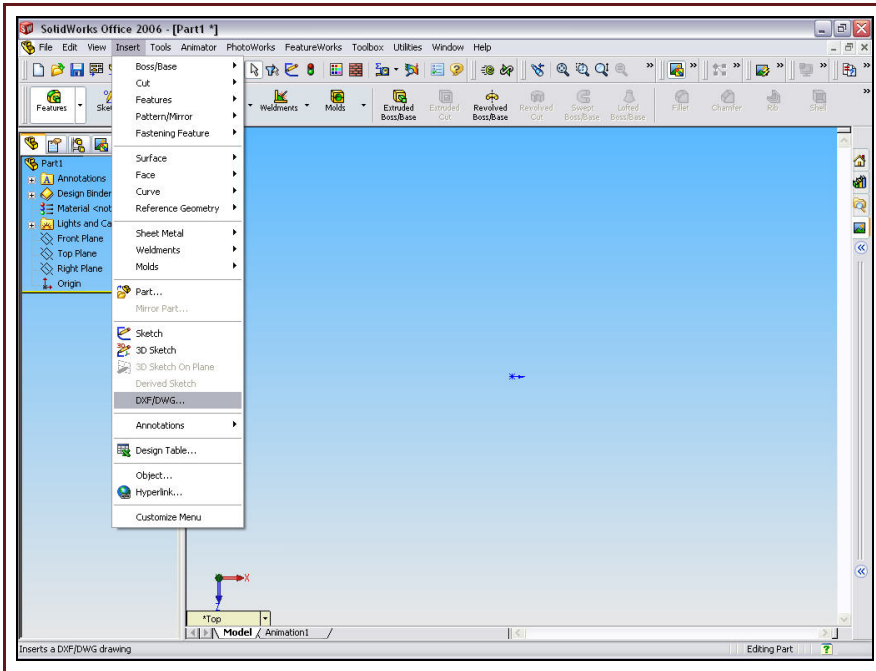 SolidWorks Office 2006 - [Part1 *]
File Edit View Insert Tools Animator PhotoWorks FeatureWorks Toolbox Utilities Window Help
Features
Weldments
Molds
Extruded Boss/Base
Extruded Cut
Revolved Boss/Base
Revolved Cut
Swept Boss/Base
Lofted Boss/Base
Fillet
Chamfer
Rib
Shell
Boss/Base
Cut
Features
Pattern/Mirror
Fastening Feature
Surface
Face
Curve
Reference Geometry
Sheet Metal
Weldments
Molds
Part...
Mirror Part...
Sketch
3D Sketch
3D Sketch On Plane
Derived Sketch
DXF/DWG...
Annotations
Design Table...
Object...
Hyperlink...
Customize Menu
Part1
Annotations
Design Binder
Material <not
Lights and Ca
Front Plane
Top Plane
Right Plane
Origin
X
Z
*Top
Model Animation1
Inserts a DXF/DWG drawing
Editing Part